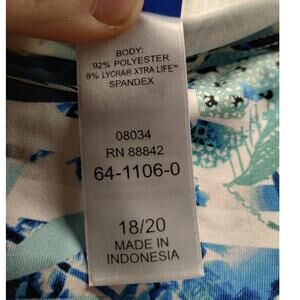 BODY:
92% POLYESTER
8% LYCRA® XTRA LIFE™
SPANDEX
08034
RN 88842
64-1106-0
18/20
MADE IN
INDONESIA